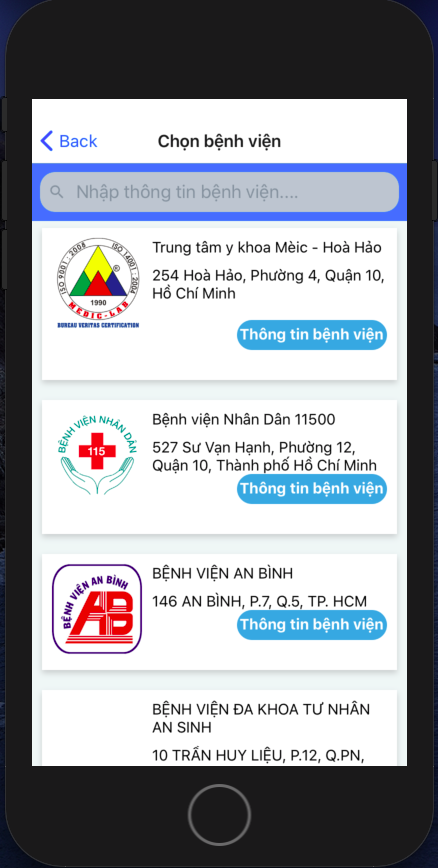 Back
Chọn bệnh viện
Nhập thông tin bệnh viện....
ISO 9001 - 2008
ISO 14001 - 2004
®
1990
MEDIC - LAB
BUREAU VERITAS CERTIFICATION
Trung tâm y khoa Mèic - Hoà Hảo
254 Hoà Hảo, Phường 4, Quận 10,
Hồ Chí Minh
Thông tin bệnh viện
BỆNH VIỆN NHÂN DÂN
115
Bệnh viện Nhân Dân 11500
527 Sư Vạn Hạnh, Phường 12,
Quận 10, Thành phố Hồ Chí Minh
Thông tin bệnh viện
BỆNH VIỆN AN BÌNH
AB
BỆNH VIỆN AN BÌNH
146 AN BÌNH, P.7, Q.5, TP. HCM
Thông tin bệnh viện
BỆNH VIỆN ĐA KHOA TƯ NHÂN
AN SINH
10 TRẦN HUY LIỆU, P.12, Q.PN,